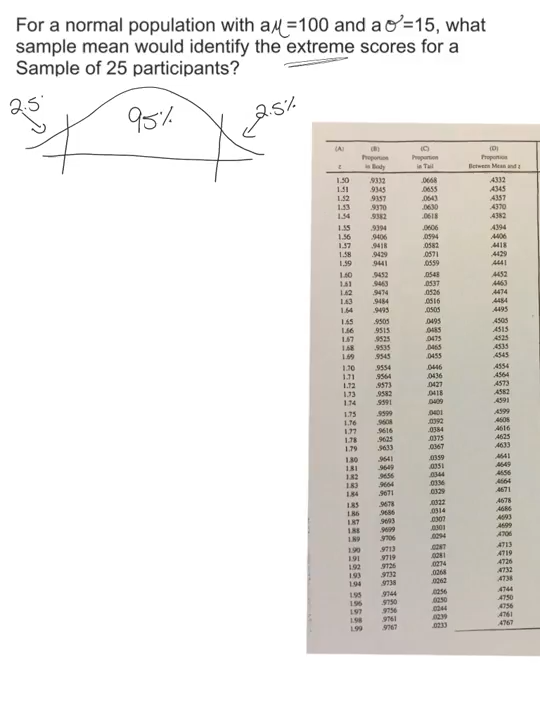 For a normal population with a μ=100 and a σ=15, what
sample mean would identify the extreme scores for a
Sample of 25 participants?
2.5
95%
2.5%
(A) (B) (C) (D)
Proportion Proportion Proportion
z in Body in Tail Between Mean and z
1.50 .9332 .0668 .4332
1.51 .9345 .0655 .4345
1.52 .9357 .0643 .4357
1.53 .9370 .0630 .4370
1.54 .9382 .0618 .4382
1.55 .9394 .0606 .4394
1.56 .9406 .0594 .4406
1.57 .9418 .0582 .4418
1.58 .9429 .0571 .4429
1.59 .9441 .0559 .4441
1.60 .9452 .0548 .4452
1.61 .9463 .0537 .4463
1.62 .9474 .0526 .4474
1.63 .9484 .0516 .4484
1.64 .9495 .0505 .4495
1.65 .9505 .0495 .4505
1.66 .9515 .0485 .4515
1.67 .9525 .0475 .4525
1.68 .9535 .0465 .4535
1.69 .9545 .0455 .4545
1.70 .9554 .0446 .4554
1.71 .9564 .0436 .4564
1.72 .9573 .0427 .4573
1.73 .9582 .0418 .4582
1.74 .9591 .0409 .4591
1.75 .9599 .0401 .4599
1.76 .9608 .0392 .4608
1.77 .9616 .0384 .4616
1.78 .9625 .0375 .4625
1.79 .9633 .0367 .4633
1.80 .9641 .0359 .4641
1.81 .9649 .0351 .4649
1.82 .9656 .0344 .4656
1.83 .9664 .0336 .4664
1.84 .9671 .0329 .4671
1.85 .9678 .0322 .4678
1.86 .9686 .0314 .4686
1.87 .9693 .0307 .4693
1.88 .9699 .0301 .4699
1.89 .9706 .0294 .4706
1.90 .9713 .0287 .4713
1.91 .9719 .0281 .4719
1.92 .9726 .0274 .4726
1.93 .9732 .0268 .4732
1.94 .9738 .0262 .4738
1.95 .9744 .0256 .4744
1.96 .9750 .0250 .4750
1.97 .9756 .0244 .4756
1.98 .9761 .0239 .4761
1.99 .9767 .0233 .4767